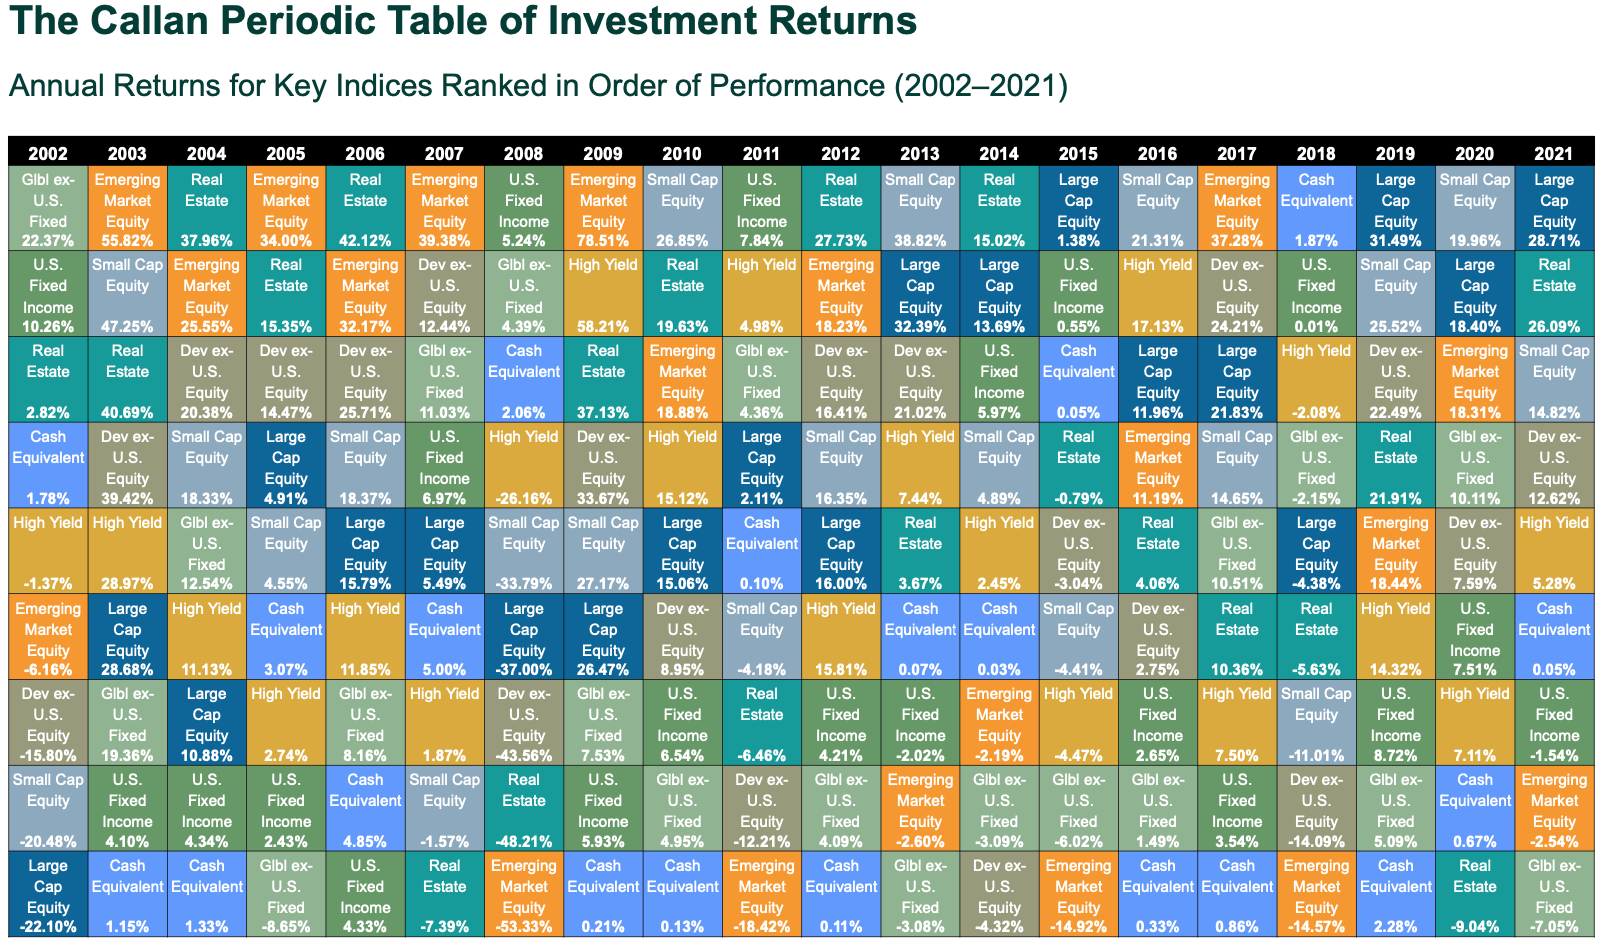 The Callan Periodic Table of Investment Returns
Annual Returns for Key Indices Ranked in Order of Performance (2002–2021)
2002 2003 2004 2005 2006 2007 2008 2009 2010 2011 2012 2013 2014 2015 2016 2017 2018 2019 2020 2021
Glbl ex- Emerging Real Emerging Real Emerging U.S. Emerging Small Cap U.S. Real Small Cap Real Large Small Cap Emerging Cash Large Small Cap Large
U.S. Market Estate Market Estate Market Fixed Market Equity Fixed Estate Equity Estate Cap Equity Market Equivalent Cap Equity Cap
Fixed Equity Equity Equity Income Equity Income Equity Equity Equity Equity
22.37% 55.82% 37.96% 34.00% 42.12% 39.38% 5.24% 78.51% 26.85% 7.84% 27.73% 38.82% 15.02% 1.38% 21.31% 37.28% 1.87% 31.49% 19.96% 28.71%
U.S. Small Cap Emerging Real Emerging Dev ex- Glbl ex- High Yield Real High Yield Emerging Large Large U.S. High Yield Dev ex- U.S. Small Cap Large Real
Fixed Equity Market Estate Market U.S. U.S. Estate Market Cap Cap Fixed U.S. Fixed Equity Cap Estate
Income Equity Equity Equity Fixed Equity Equity Equity Income Equity Income Equity
10.26% 47.25% 25.55% 15.35% 32.17% 12.44% 4.39% 58.21% 19.63% 4.98% 18.23% 32.39% 13.69% 0.55% 17.13% 24.21% 0.01% 25.52% 18.40% 26.09%
Real Real Dev ex- Dev ex- Dev ex- Glbl ex- Cash Real Emerging Glbl ex- Dev ex- Dev ex- U.S. Cash Large Large High Yield Dev ex- Emerging Small Cap
Estate Estate U.S. U.S. U.S. U.S. Equivalent Estate Market U.S. U.S. U.S. Fixed Equivalent Cap Cap U.S. Market Equity
Equity Equity Equity Fixed Equity Fixed Equity Equity Income Equity Equity Equity Equity
2.82% 40.69% 20.38% 14.47% 25.71% 11.03% 2.06% 37.13% 18.88% 4.36% 16.41% 21.02% 5.97% 0.05% 11.96% 21.83% -2.08% 22.49% 18.31% 14.82%
Cash Dev ex- Small Cap Large Small Cap U.S. High Yield Dev ex- High Yield Large Small Cap High Yield Small Cap Real Emerging Small Cap Glbl ex- Real Glbl ex- Dev ex-
Equivalent U.S. Equity Cap Equity Fixed U.S. Cap Equity Equity Estate Market Equity U.S. Estate U.S. U.S.
Equity Equity Income Equity Equity Equity Fixed Fixed Equity
1.78% 39.42% 18.33% 4.91% 18.37% 6.97% -26.16% 33.67% 15.12% 2.11% 16.35% 7.44% 4.89% -0.79% 11.19% 14.65% -2.15% 21.91% 10.11% 12.62%
High Yield High Yield Glbl ex- Small Cap Large Large Small Cap Small Cap Large Cash Large Real High Yield Dev ex- Real Glbl ex- Large Emerging Dev ex- High Yield
U.S. Equity Cap Cap Equity Equity Cap Equivalent Cap Estate U.S. Estate U.S. Cap Market U.S.
Fixed Equity Equity Equity Equity Equity Fixed Equity Equity Equity
-1.37% 28.97% 12.54% 4.55% 15.79% 5.49% -33.79% 27.17% 15.06% 0.10% 16.00% 3.67% 2.45% -3.04% 4.06% 10.51% -4.38% 18.44% 7.59% 5.28%
Emerging Large High Yield Cash High Yield Cash Large Large Dev ex- Small Cap High Yield Cash Cash Small Cap Dev ex- Real Real High Yield U.S. Cash
Market Cap Equivalent Equivalent Cap Cap U.S. Equity Equivalent Equivalent Equity U.S. Estate Estate Fixed Equivalent
Equity Equity Equity Equity Equity Equity Income
-6.16% 28.68% 11.13% 3.07% 11.85% 5.00% -37.00% 26.47% 8.95% -4.18% 15.81% 0.07% 0.03% -4.41% 2.75% 10.36% -5.63% 14.32% 7.51% 0.05%
Dev ex- Glbl ex- Large High Yield Glbl ex- High Yield Dev ex- Glbl ex- U.S. Real U.S. U.S. Emerging High Yield U.S. High Yield Small Cap U.S. High Yield U.S.
U.S. U.S. Cap U.S. U.S. U.S. Fixed Estate Fixed Fixed Market Fixed Equity Fixed Fixed
Equity Fixed Equity Fixed Equity Fixed Income Income Income Equity Income Income Income
-15.80% 19.36% 10.88% 2.74% 8.16% 1.87% -43.56% 7.53% 6.54% -6.46% 4.21% -2.02% -2.19% -4.47% 2.65% 7.50% -11.01% 8.72% 7.11% -1.54%
Small Cap U.S. U.S. U.S. Cash Small Cap Real U.S. Glbl ex- Dev ex- Glbl ex- Emerging Glbl ex- Glbl ex- Glbl ex- U.S. Dev ex- Glbl ex- Cash Emerging
Equity Fixed Fixed Fixed Equivalent Equity Estate Fixed U.S. U.S. U.S. Market U.S. U.S. U.S. Fixed U.S. U.S. Equivalent Market
Income Income Income Income Fixed Equity Fixed Equity Fixed Fixed Fixed Income Equity Fixed Equity
-20.48% 4.10% 4.34% 2.43% 4.85% -1.57% -48.21% 5.93% 4.95% -12.21% 4.09% -2.60% -3.09% -6.02% 1.49% 3.54% -14.09% 5.09% 0.67% -2.54%
Large Cash Cash Glbl ex- U.S. Real Emerging Cash Cash Emerging Cash Glbl ex- Dev ex- Emerging Cash Cash Emerging Cash Real Glbl ex-
Cap Equivalent Equivalent U.S. Fixed Estate Market Equivalent Equivalent Market Equivalent U.S. U.S. Market Equivalent Equivalent Market Equivalent Estate U.S.
Equity Fixed Income Equity Equity Fixed Equity Equity Equity Fixed
-22.10% 1.15% 1.33% -8.65% 4.33% -7.39% -53.33% 0.21% 0.13% -18.42% 0.11% -3.08% -4.32% -14.92% 0.33% 0.86% -14.57% 2.28% -9.04% -7.05%